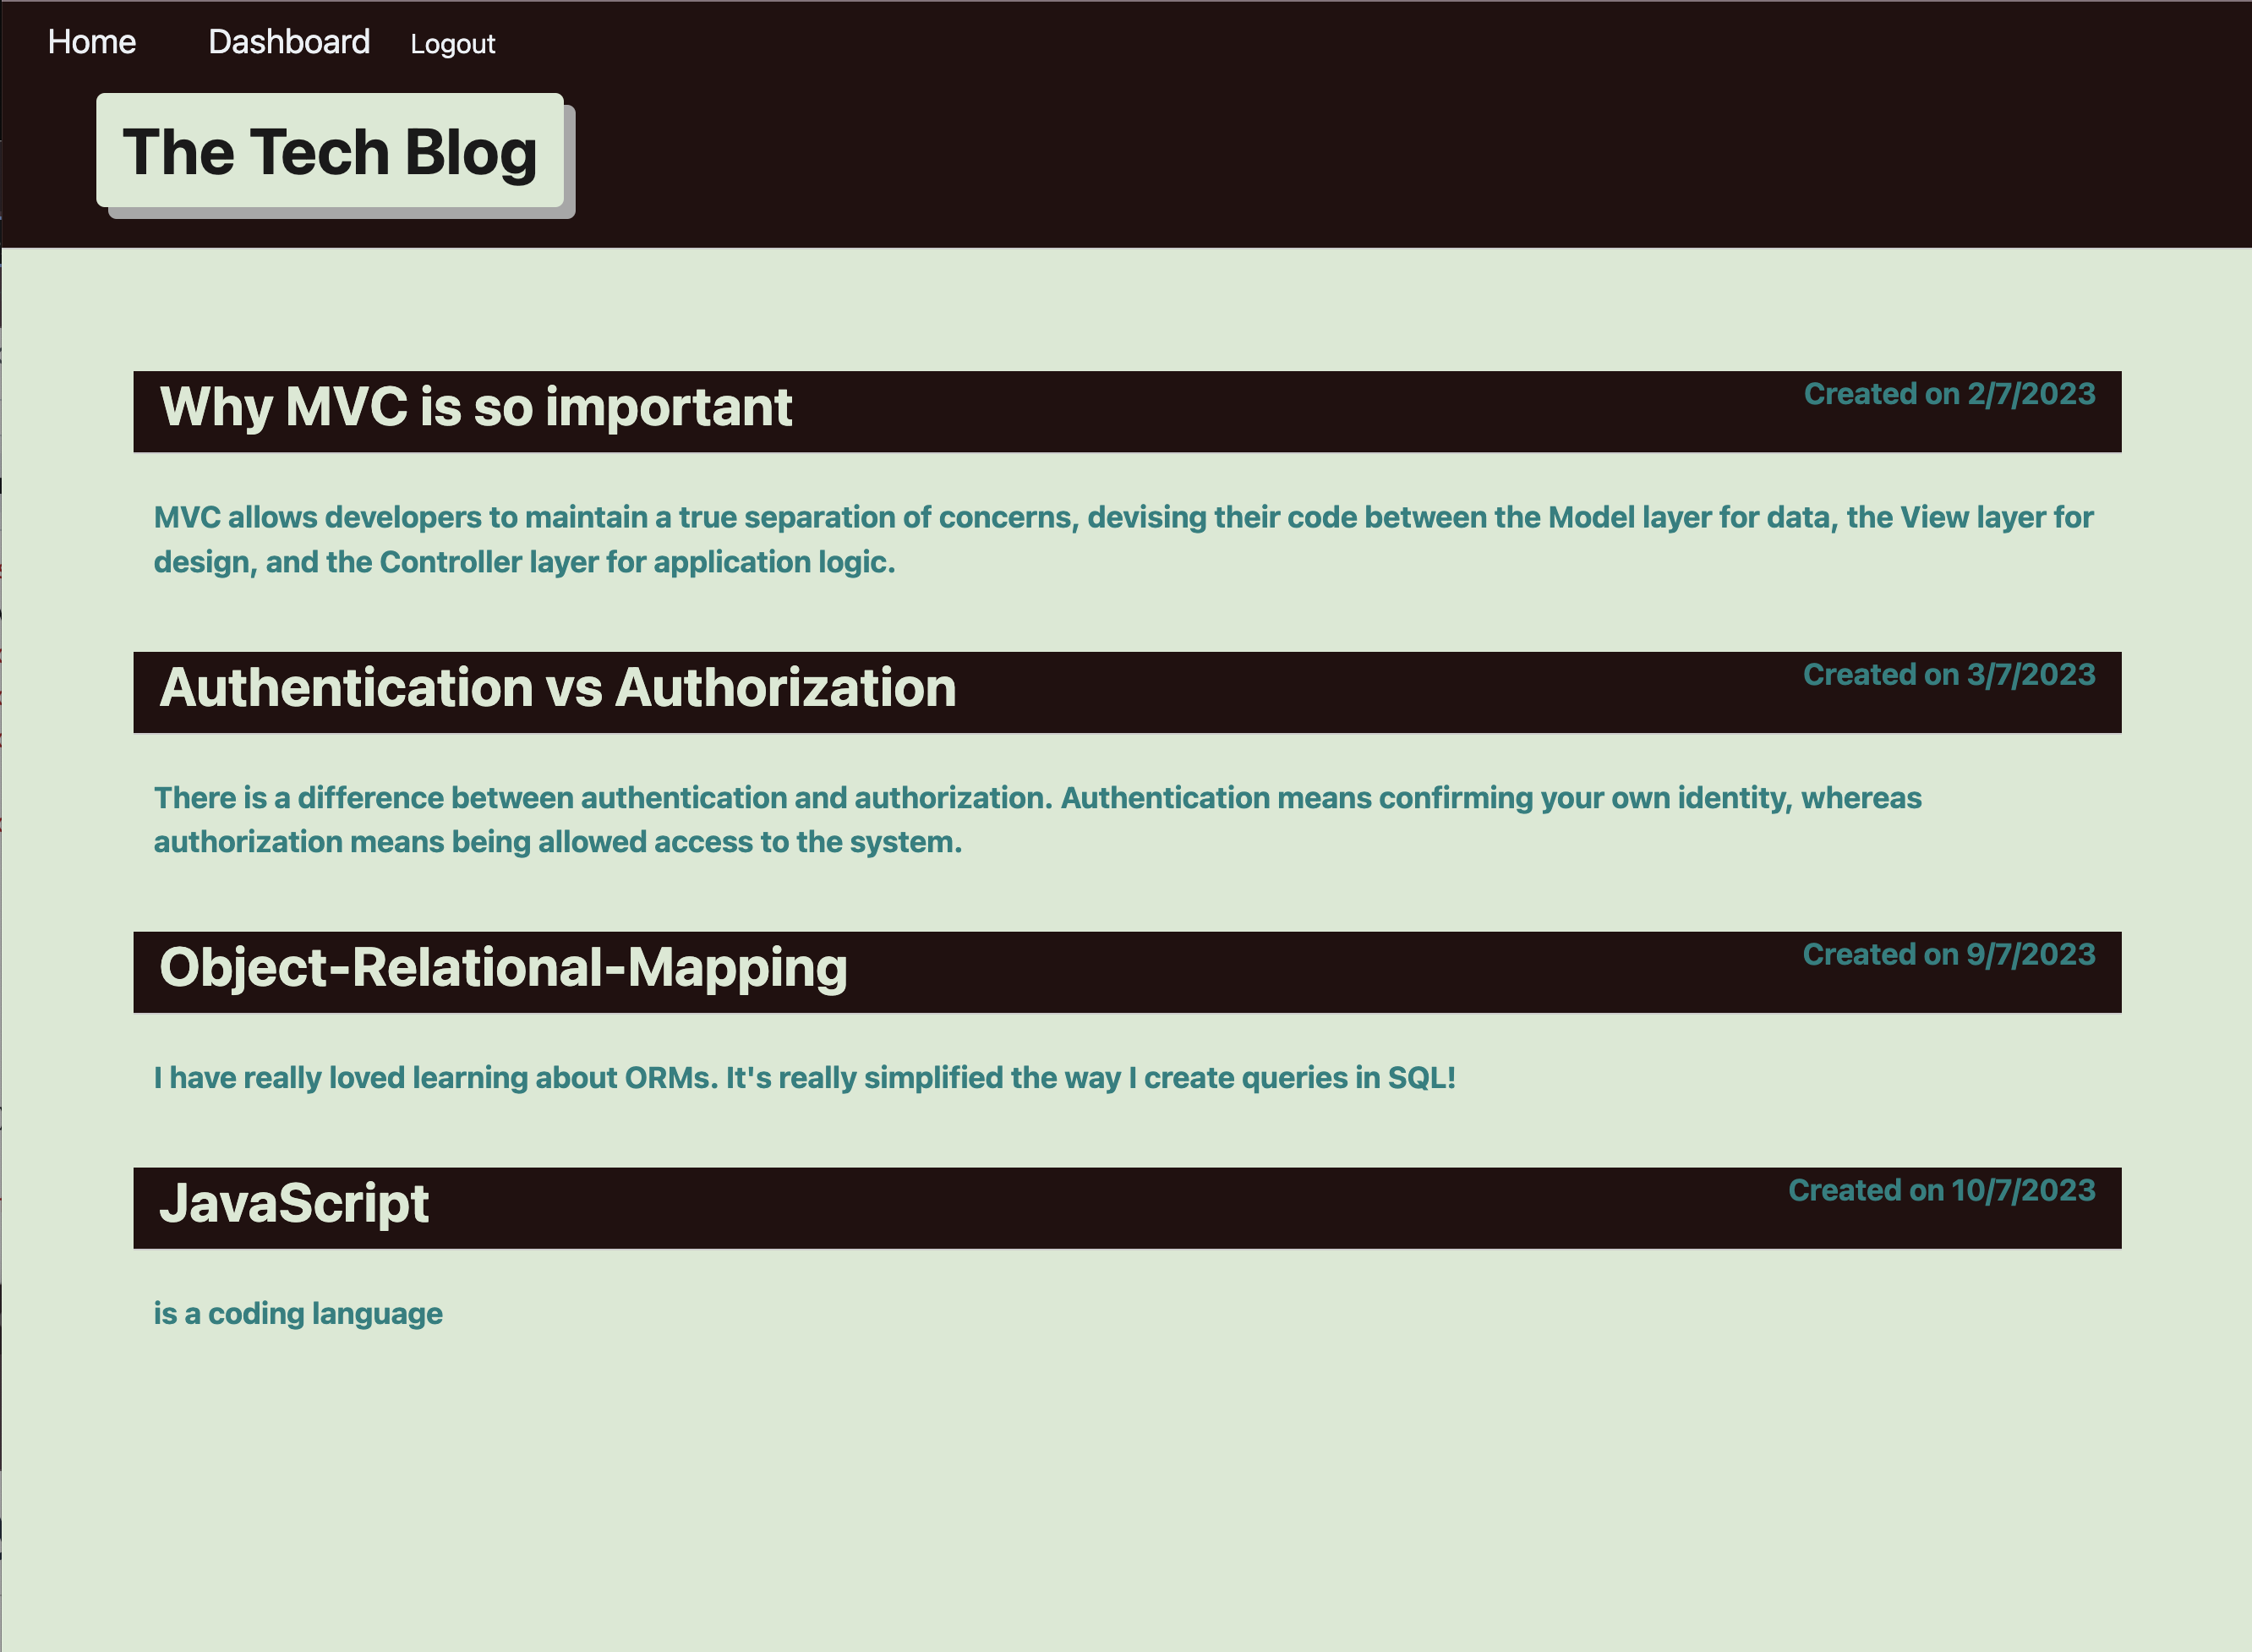 Home Dashboard Logout
The Tech Blog
Why MVC is so important
Created on 2/7/2023
MVC allows developers to maintain a true separation of concerns, devising their code between the Model layer for data, the View layer for
design, and the Controller layer for application logic.
Authentication vs Authorization
Created on 3/7/2023
There is a difference between authentication and authorization. Authentication means confirming your own identity, whereas
authorization means being allowed access to the system.
Object-Relational-Mapping
Created on 9/7/2023
I have really loved learning about ORMs. It's really simplified the way I create queries in SQL!
JavaScript
Created on 10/7/2023
is a coding language